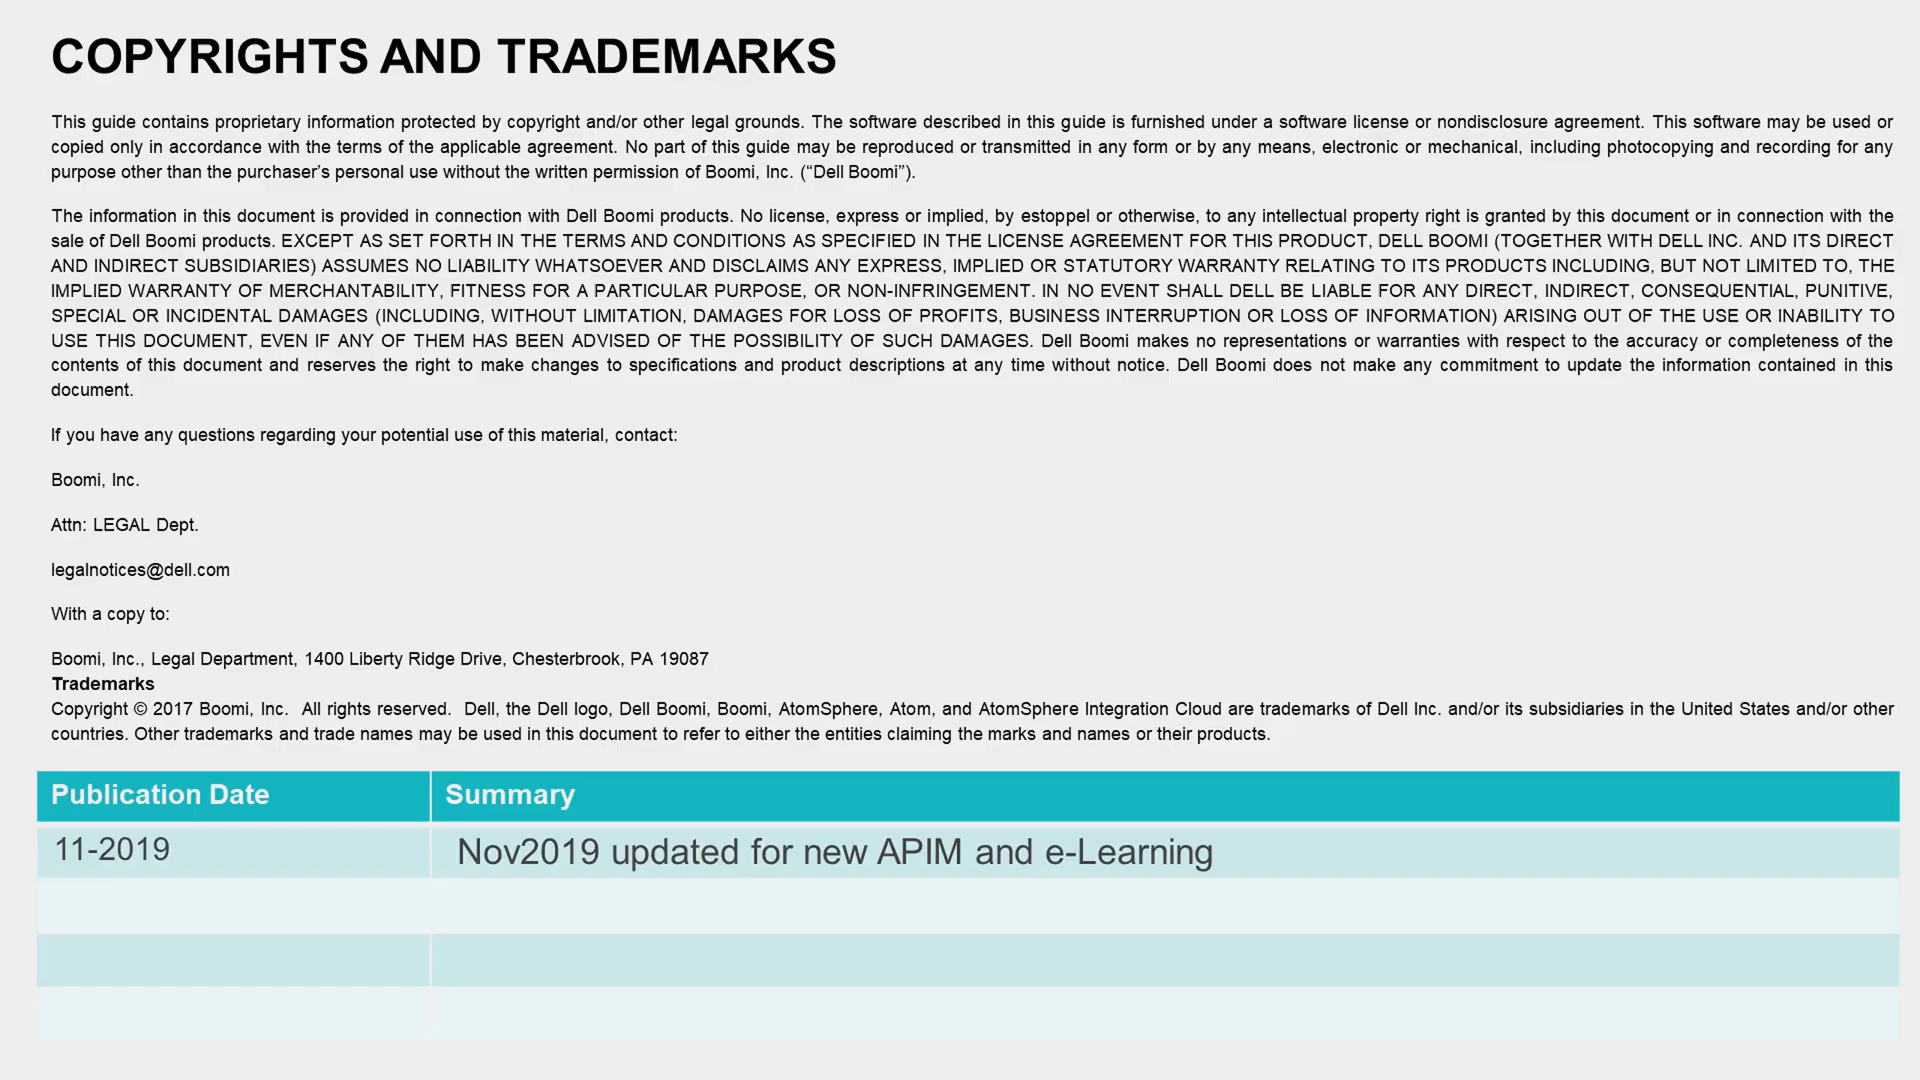 COPYRIGHTS AND TRADEMARKS
This guide contains proprietary information protected by copyright and/or other legal grounds. The software described in this guide is furnished under a software license or nondisclosure agreement. This software may be used or
copied only in accordance with the terms of the applicable agreement. No part of this guide may be reproduced or transmitted in any form or by any means, electronic or mechanical, including photocopying and recording for any
purpose other than the purchaser’s personal use without the written permission of Boomi, Inc. (“Dell Boomi”).
The information in this document is provided in connection with Dell Boomi products. No license, express or implied, by estoppel or otherwise, to any intellectual property right is granted by this document or in connection with the
sale of Dell Boomi products. EXCEPT AS SET FORTH IN THE TERMS AND CONDITIONS AS SPECIFIED IN THE LICENSE AGREEMENT FOR THIS PRODUCT, DELL BOOMI (TOGETHER WITH DELL INC. AND ITS DIRECT
AND INDIRECT SUBSIDIARIES) ASSUMES NO LIABILITY WHATSOEVER AND DISCLAIMS ANY EXPRESS, IMPLIED OR STATUTORY WARRANTY RELATING TO ITS PRODUCTS INCLUDING, BUT NOT LIMITED TO, THE
IMPLIED WARRANTY OF MERCHANTABILITY, FITNESS FOR A PARTICULAR PURPOSE, OR NON-INFRINGEMENT. IN NO EVENT SHALL DELL BE LIABLE FOR ANY DIRECT, INDIRECT, CONSEQUENTIAL, PUNITIVE,
SPECIAL OR INCIDENTAL DAMAGES (INCLUDING, WITHOUT LIMITATION, DAMAGES FOR LOSS OF PROFITS, BUSINESS INTERRUPTION OR LOSS OF INFORMATION) ARISING OUT OF THE USE OR INABILITY TO
USE THIS DOCUMENT, EVEN IF ANY OF THEM HAS BEEN ADVISED OF THE POSSIBILITY OF SUCH DAMAGES. Dell Boomi makes no representations or warranties with respect to the accuracy or completeness of the
contents of this document and reserves the right to make changes to specifications and product descriptions at any time without notice. Dell Boomi does not make any commitment to update the information contained in this
document.
If you have any questions regarding your potential use of this material, contact:
Boomi, Inc.
Attn: LEGAL Dept.
legalnotices@dell.com
With a copy to:
Boomi, Inc., Legal Department, 1400 Liberty Ridge Drive, Chesterbrook, PA 19087
Trademarks
Copyright © 2017 Boomi, Inc.  All rights reserved.  Dell, the Dell logo, Dell Boomi, Boomi, AtomSphere, Atom, and AtomSphere Integration Cloud are trademarks of Dell Inc. and/or its subsidiaries in the United States and/or other
countries. Other trademarks and trade names may be used in this document to refer to either the entities claiming the marks and names or their products.
Publication Date Summary
11-2019 Nov2019 updated for new APIM and e-Learning